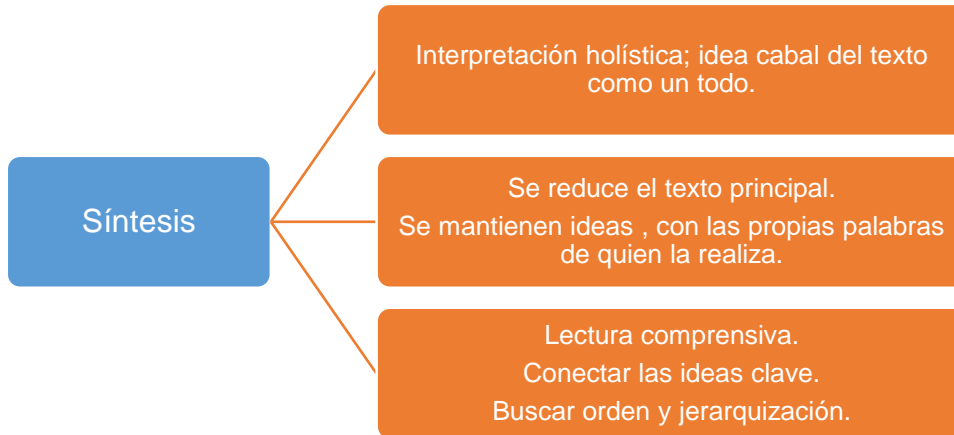 Síntesis
Interpretación holística; idea cabal del texto
como un todo.
Se reduce el texto principal.
Se mantienen ideas , con las propias palabras
de quien la realiza.
Lectura comprensiva.
Conectar las ideas clave.
Buscar orden y jerarquización.